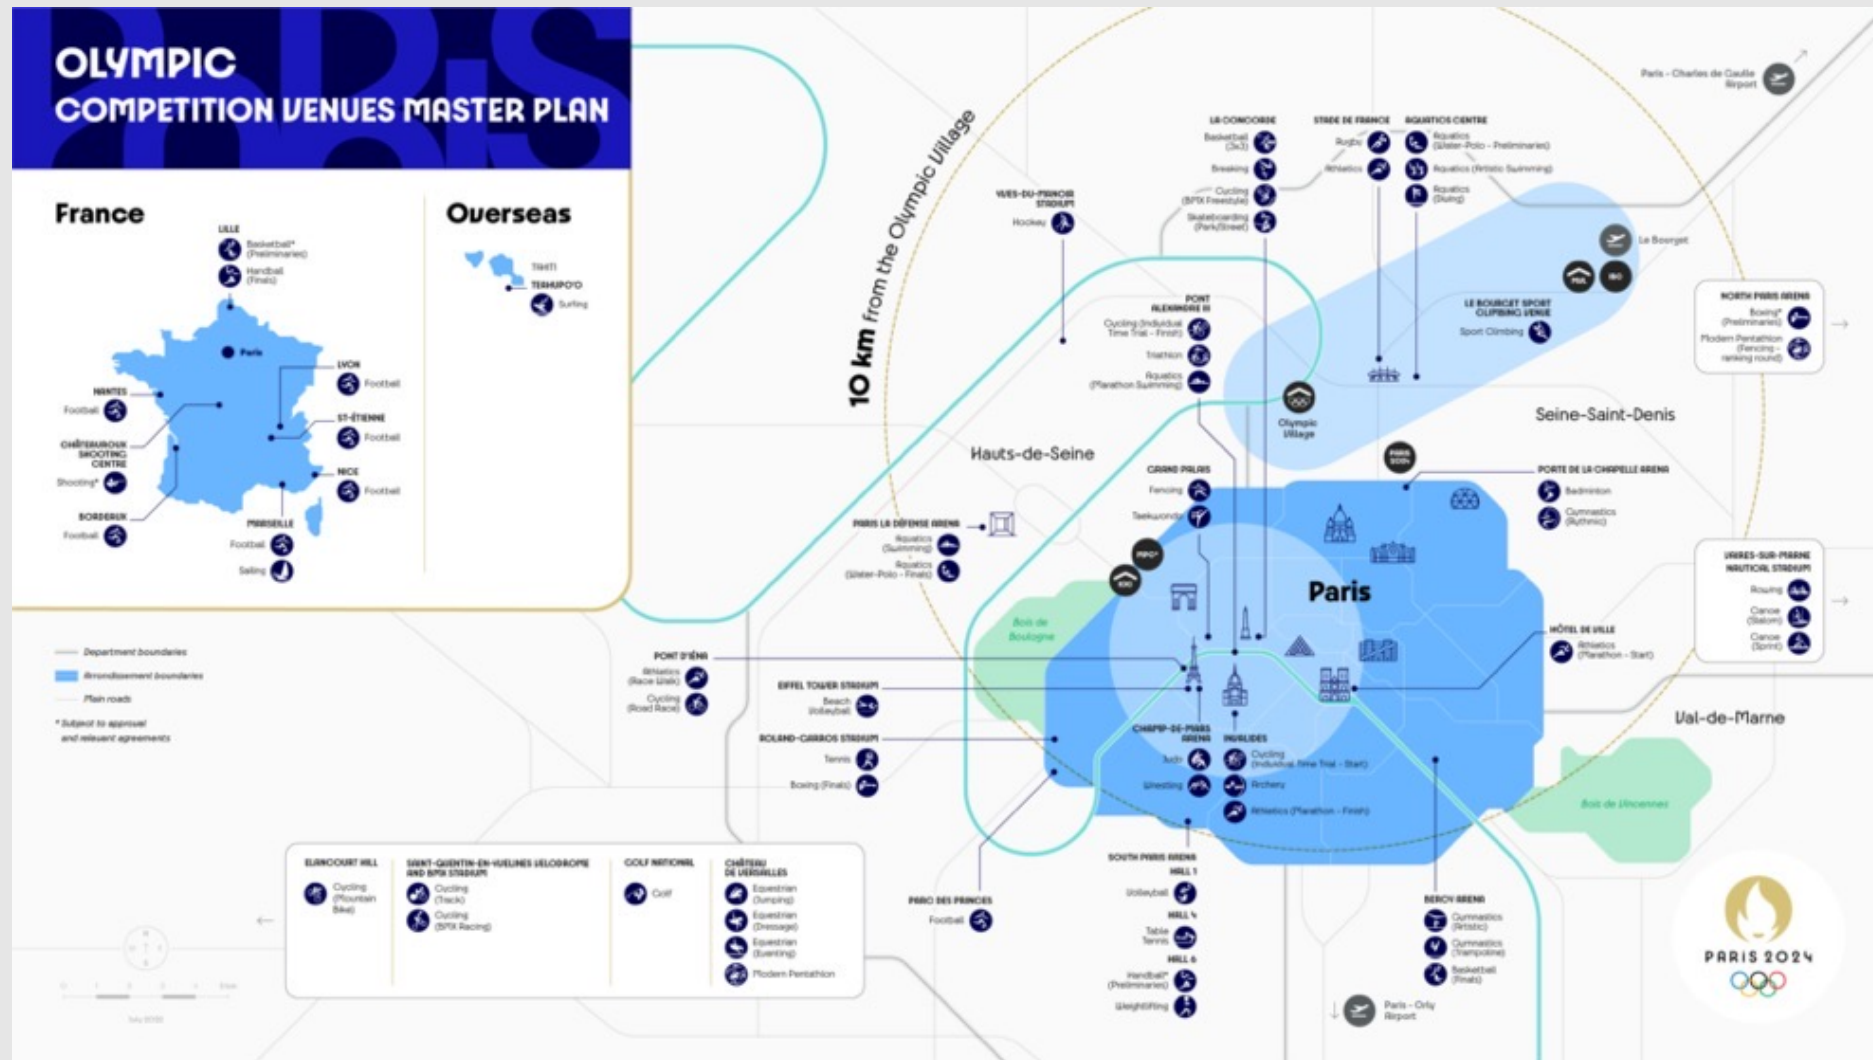 OLYMPIC
COMPETITION VENUES MASTER PLAN
France
Overseas
LILLE
Basketball*
(Preliminaries)
Handball
(Finals)
Paris
LYON
Football
NANTES
Football
ST-ÉTIENNE
Football
CHÂTEAUROUX
SHOOTING
CENTRE
Shooting*
NICE
Football
BORDEAUX
Football
MARSEILLE
Football
Sailing
TAHITI
TEAHUPO'O
Surfing
Department boundaries
Arrondissement boundaries
Main roads
* Subject to approval
and relevant agreements
10 km from the Olympic Village
Paris - Charles de Gaulle
Airport
LA CONCORDE
Basketball
(3x3)
Breaking
Cycling
(BMX Freestyle)
Skateboarding
(Park/Street)
STADE DE FRANCE
Rugby
Athletics
AQUATICS CENTRE
Aquatics
(Water-Polo - Preliminaries)
Aquatics (Artistic Swimming)
Aquatics
(Diving)
YVES-DU-MANOIR
STADIUM
Hockey
Le Bourget
LE BOURGET SPORT
CLIMBING VENUE
Sport Climbing
NORTH PARIS ARENA
Boxing*
(Preliminaries)
Modern Pentathlon
(Fencing -
ranking round)
PONT
ALEXANDRE III
Cycling (Individual
Time Trial - Finish)
Triathlon
Aquatics
(Marathon Swimming)
Olympic
Village
Seine-Saint-Denis
Hauts-de-Seine
PARIS
2024
GRAND PALAIS
Fencing
Taekwondo
PORTE DE LA CHAPELLE ARENA
Badminton
Gymnastics
(Rythmic)
PARIS LA DÉFENSE ARENA
Aquatics
(Swimming)
Aquatics
(Water-Polo - Finals)
Paris
VAIRES-SUR-MARNE
NAUTICAL STADIUM
Rowing
Canoe
(Slalom)
Canoe
(Sprint)
Bois de
Boulogne
HÔTEL DE VILLE
Athletics
(Marathon - Start)
PONT D'IÉNA
Athletics
(Race Walk)
Cycling
(Road Race)
EIFFEL TOWER STADIUM
Beach
Volleyball
ROLAND-GARROS STADIUM
Tennis
Boxing (Finals)
CHAMP-DE-MARS
ARENA
Judo
Wrestling
INVALIDES
Cycling
(Individual Time Trial - Start)
Archery
Athletics (Marathon - Finish)
Val-de-Marne
Bois de Vincennes
ELANCOURT HILL
Cycling
(Mountain
Bike)
SAINT-QUENTIN-EN-YVELINES VELODROME
AND BMX STADIUM
Cycling
(Track)
Cycling
(BMX Racing)
GOLF NATIONAL
Golf
CHÂTEAU
DE VERSAILLES
Equestrian
(Jumping)
Equestrian
(Dressage)
Equestrian
(Eventing)
Modern Pentathlon
PARC DES PRINCES
Football
SOUTH PARIS ARENA
HALL 1
Volleyball
HALL 4
Table
Tennis
HALL 6
Handball*
(Preliminaries)
Weightlifting
BERCY ARENA
Gymnastics
(Artistic)
Gymnastics
(Trampoline)
Basketball
(Finals)
Paris - Orly
Airport
PARIS 2024